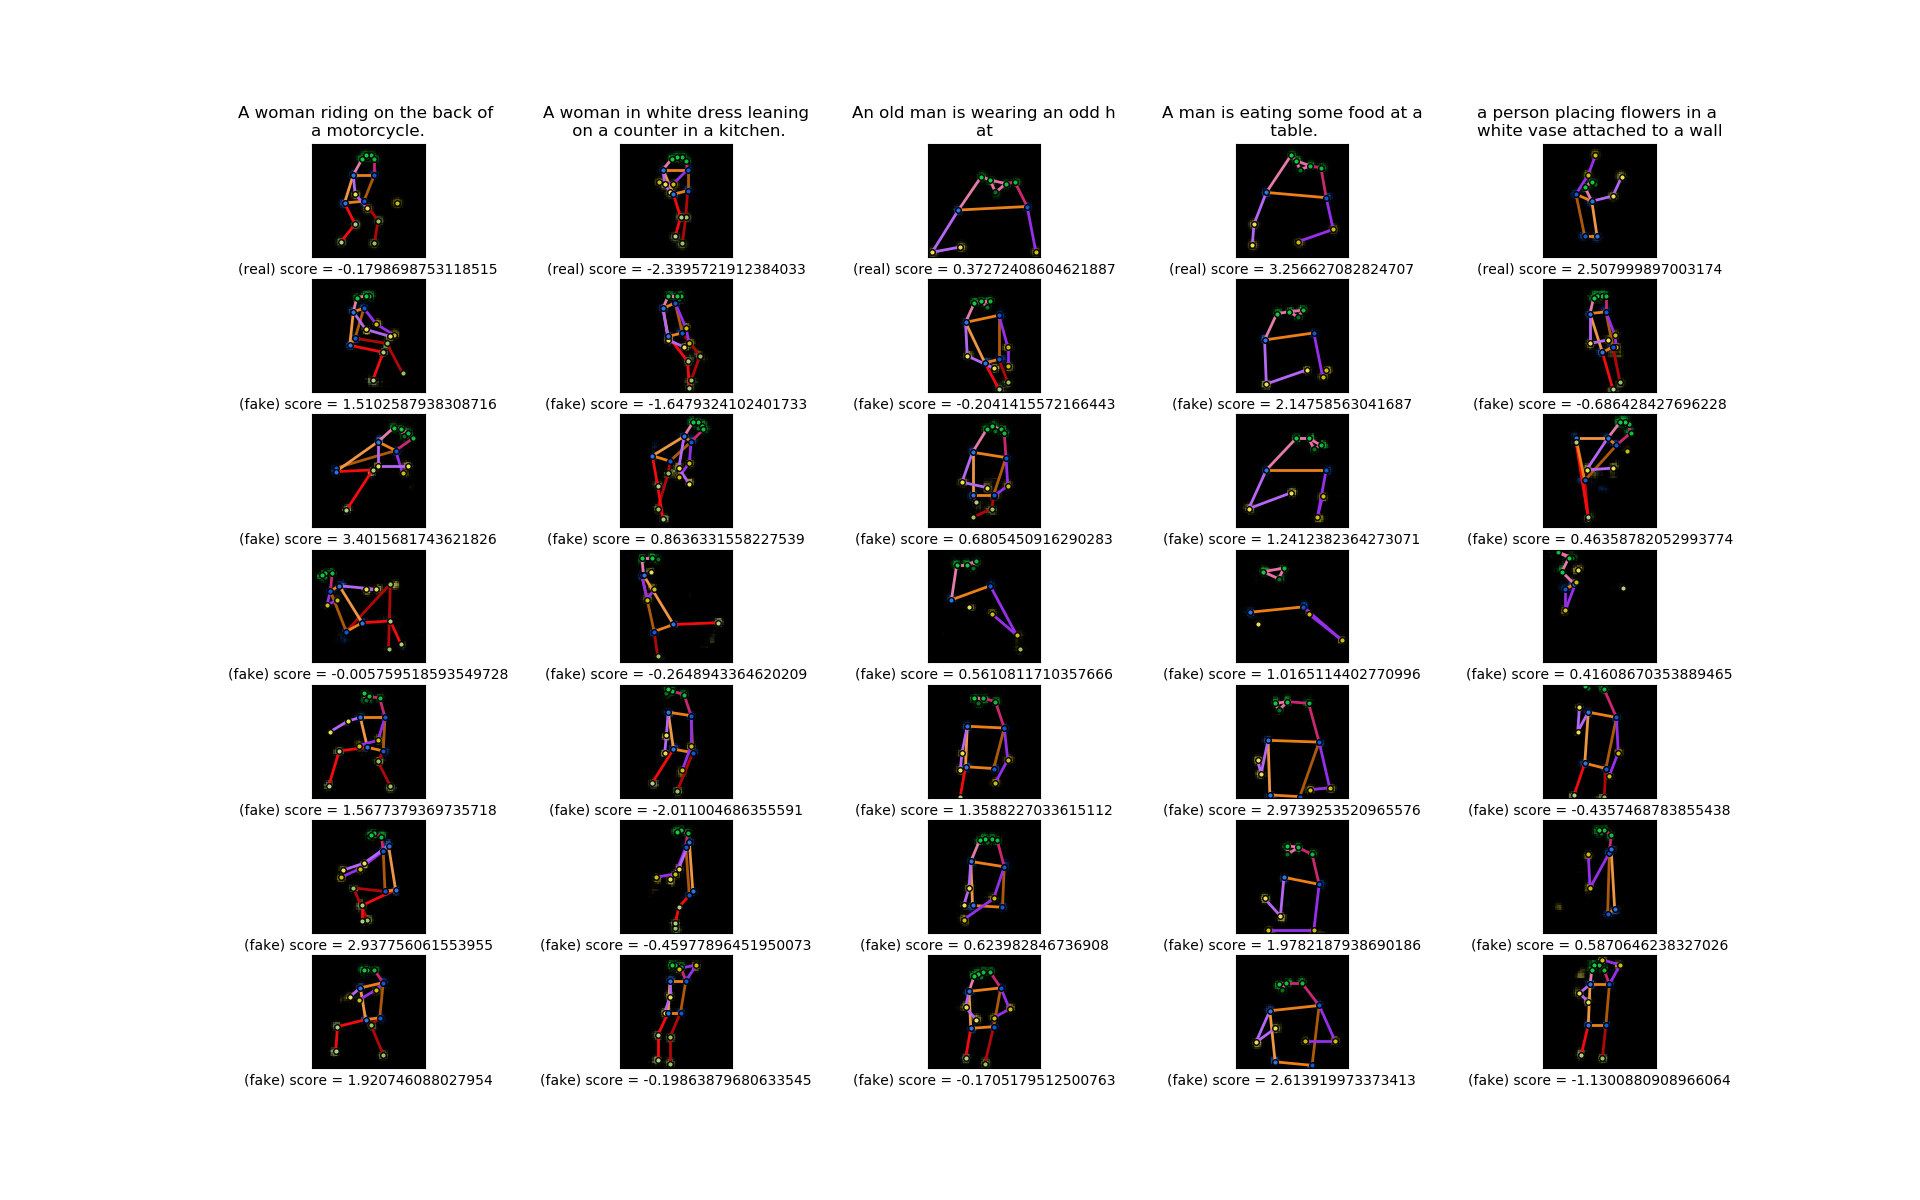 A woman riding on the back of
a motorcycle.
A woman in white dress leaning
on a counter in a kitchen.
An old man is wearing an odd h
at
A man is eating some food at a
table.
a person placing flowers in a
white vase attached to a wall
(real) score = -0.1798698753118515
(real) score = -2.3395721912384033
(real) score = 0.37272408604621887
(real) score = 3.256627082824707
(real) score = 2.507999897003174
(fake) score = 1.5102587938308716
(fake) score = -1.6479324102401733
(fake) score = -0.2041415572166443
(fake) score = 2.14758563041687
(fake) score = -0.686428427696228
(fake) score = 3.4015681743621826
(fake) score = 0.8636331558227539
(fake) score = 0.6805450916290283
(fake) score = 1.2412382364273071
(fake) score = 0.46358782052993774
(fake) score = -0.005759518593549728
(fake) score = -0.2648943364620209
(fake) score = 0.5610811710357666
(fake) score = 1.0165114402770996
(fake) score = 0.41608670353889465
(fake) score = 1.5677379369735718
(fake) score = -2.011004686355591
(fake) score = 1.3588227033615112
(fake) score = 2.9739253520965576
(fake) score = -0.4357468783855438
(fake) score = 2.937756061553955
(fake) score = -0.45977896451950073
(fake) score = 0.623982846736908
(fake) score = 1.9782187938690186
(fake) score = 0.5870646238327026
(fake) score = 1.920746088027954
(fake) score = -0.19863879680633545
(fake) score = -0.1705179512500763
(fake) score = 2.613919973373413
(fake) score = -1.1300880908966064